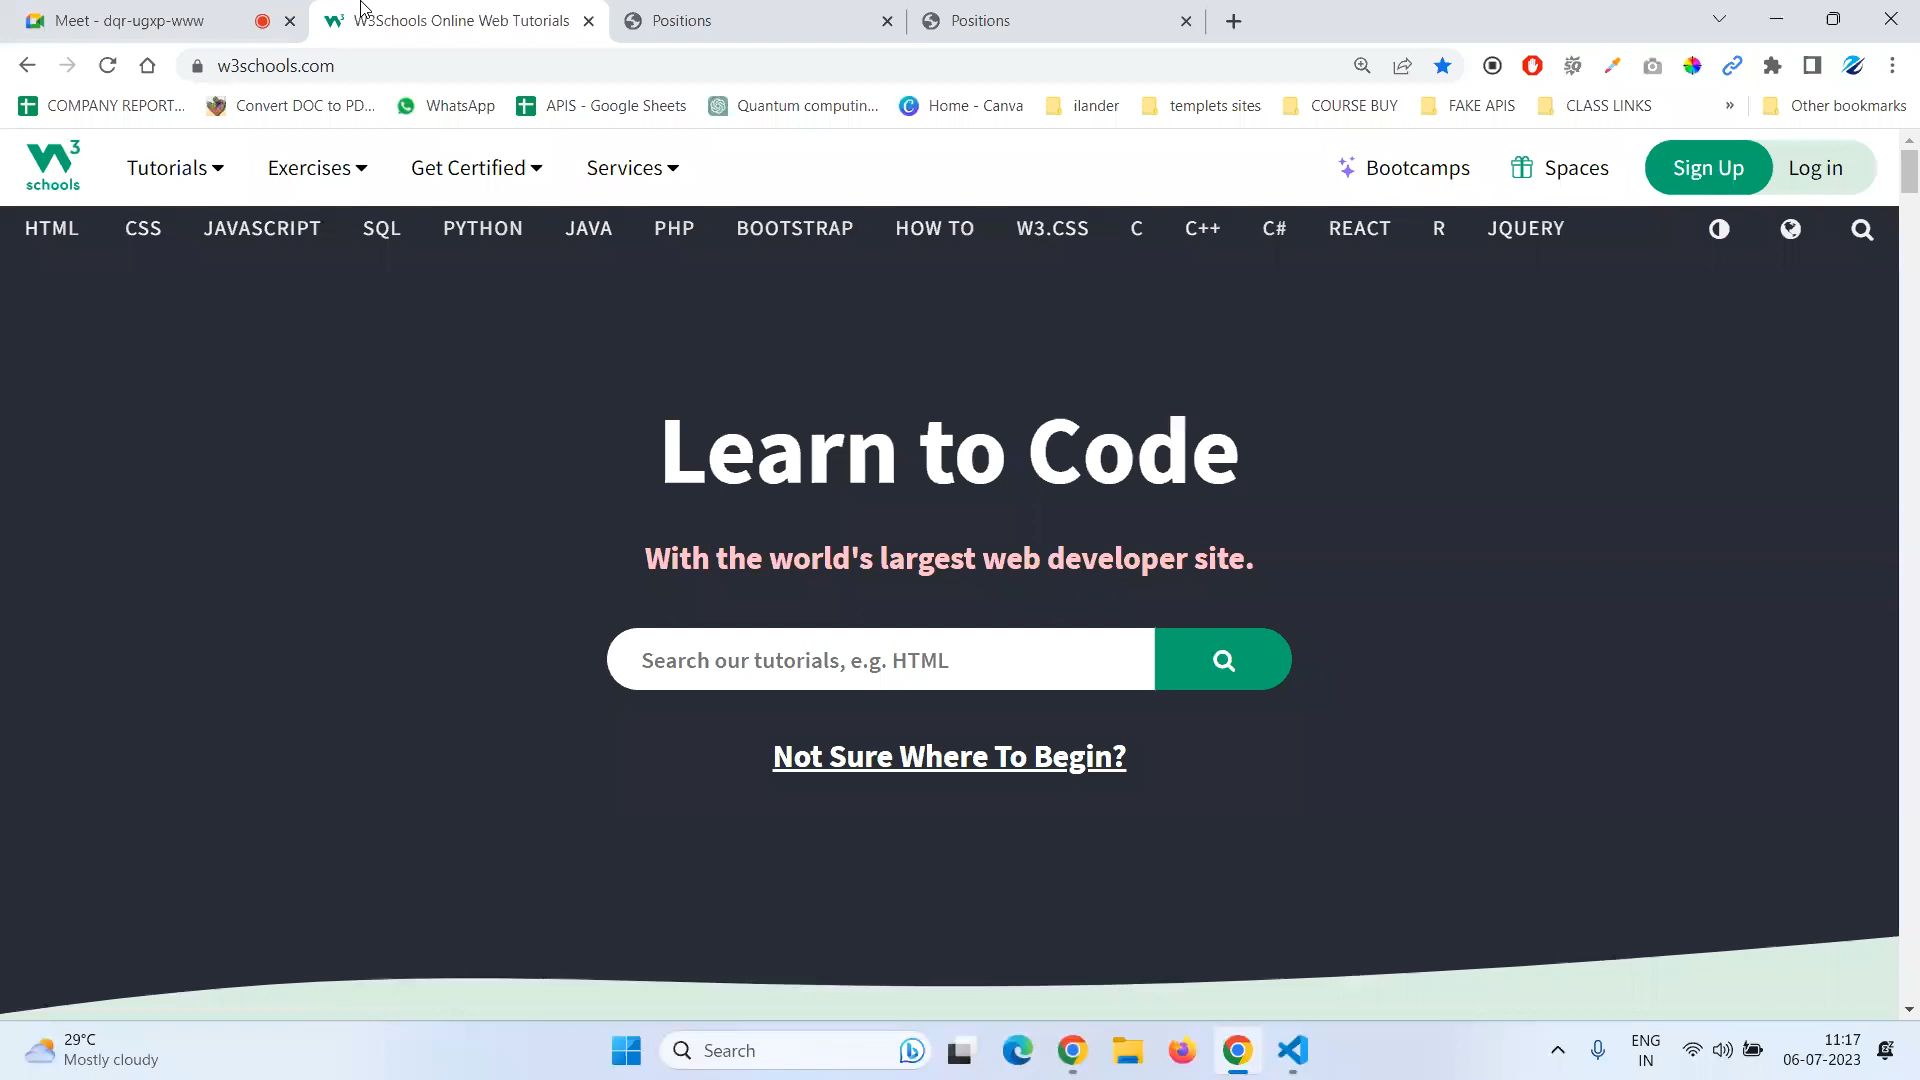 Meet - dqr-ugxp-www
W3Schools Online Web Tutorials
Positions
Positions
w3schools.com
COMPANY REPORT...
Convert DOC to PD...
WhatsApp
APIS - Google Sheets
Quantum computin...
Home - Canva
ilander
templets sites
COURSE BUY
FAKE APIS
CLASS LINKS
»
Other bookmarks
W3 schools
Tutorials
Exercises
Get Certified
Services
Bootcamps
Spaces
Sign Up
Log in
HTML CSS JAVASCRIPT SQL PYTHON JAVA PHP BOOTSTRAP HOW TO W3.CSS C C++ C# REACT R JQUERY
Learn to Code
With the world's largest web developer site.
Search our tutorials, e.g. HTML
Not Sure Where To Begin?
29°C
Mostly cloudy
Search
ENG
IN
11:17
06-07-2023